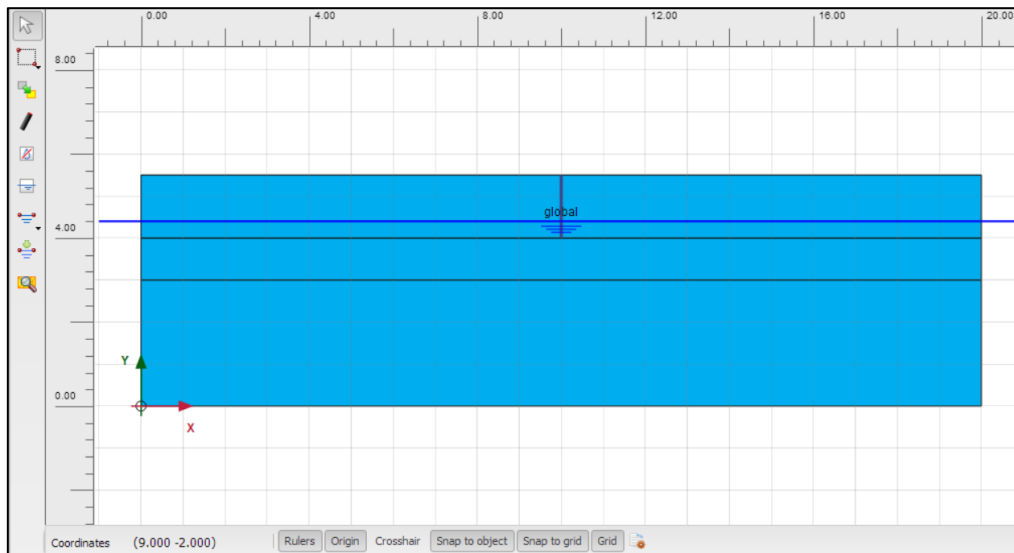 0.00 4.00 8.00 12.00 16.00 20.00
8.00
global
4.00
Y
0.00
X
Coordinates (9.000 -2.000) Rulers Origin Crosshair Snap to object Snap to grid Grid